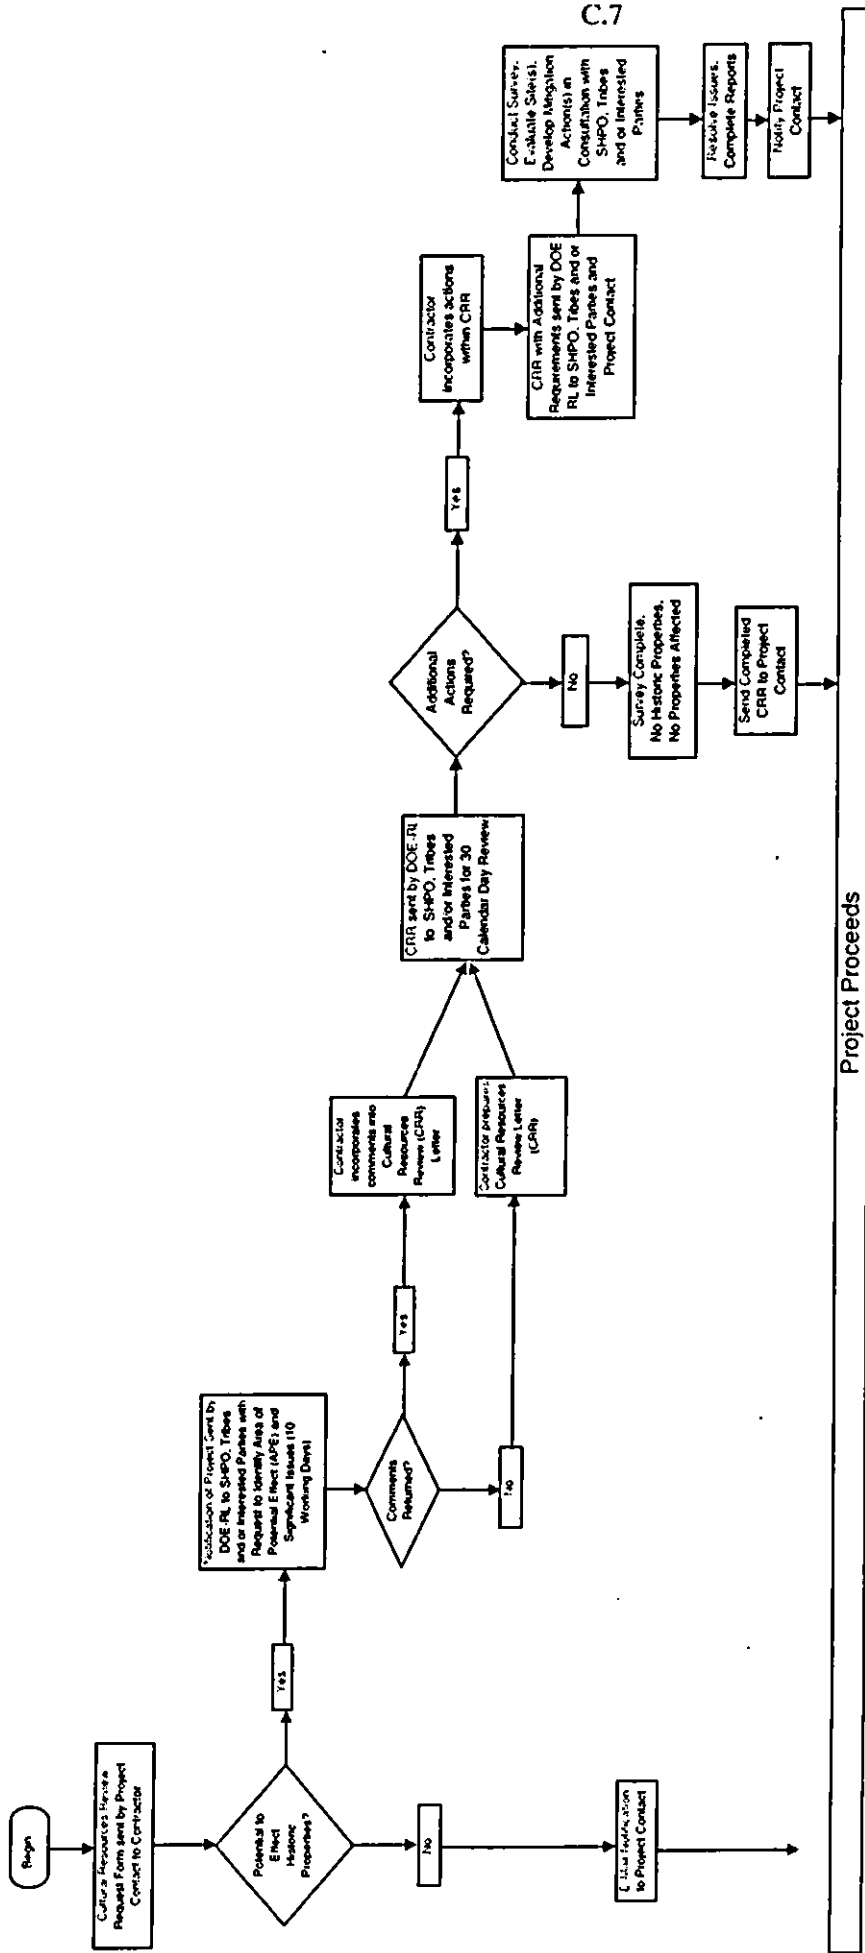 C.7
Begin
Cultural Resources Review
Request Form sent by Project
Contact to Contractor
Potential to
Effect
Historic
Properties?
Yes
No
E-Mail Notification
to Project Contact
Notification of Project Sent by
DOE-RL to SHPO, Tribes
and/or Interested Parties with
Request to Identify Area of
Potential Effect (APE) and
Significant Issues (10
Working Days)
Comments
Returned?
Yes
No
Contractor
incorporates
comments into
Cultural
Resources
Review (CRR)
Letter
Contractor prepares
Cultural Resources
Review Letter
(CRR)
CRR sent by DOE-RL
to SHPO, Tribes
and/or Interested
Parties for 30
Calendar Day Review
Additional
Actions
Required?
Yes
No
Survey Complete.
No Historic Properties.
No Properties Affected
Send Completed
CRR to Project
Contact
Contractor
incorporates actions
within CRR
CRR with Additional
Requirements sent by DOE
RL to SHPO, Tribes and or
Interested Parties and
Project Contact
Conduct Survey.
Evaluate Site(s).
Develop Mitigation
Action(s) in
Consultation with
SHPO, Tribes
and/or Interested
Parties
Resolve Issues.
Complete Reports
Notify Project
Contact
Project Proceeds